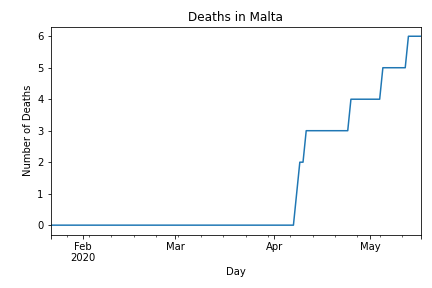 Deaths in Malta
Number of Deaths
6
5
4
3
2
1
0
Feb
2020
Mar
Apr
May
Day